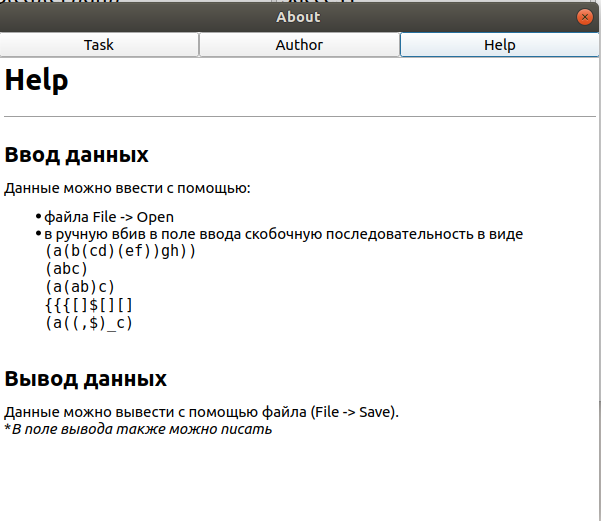 About
Task
Author
Help
Help
Ввод данных
Данные можно ввести с помощью:
• файла File -> Open
• в ручную вбив в поле ввода скобочную последовательность в виде
(a(b(cd)(ef))gh))
(abc)
(a(ab)c)
{{{[]$[][]
(a((,$)_c)
Вывод данных
Данные можно вывести с помощью файла (File -> Save).
*В поле вывода также можно писать